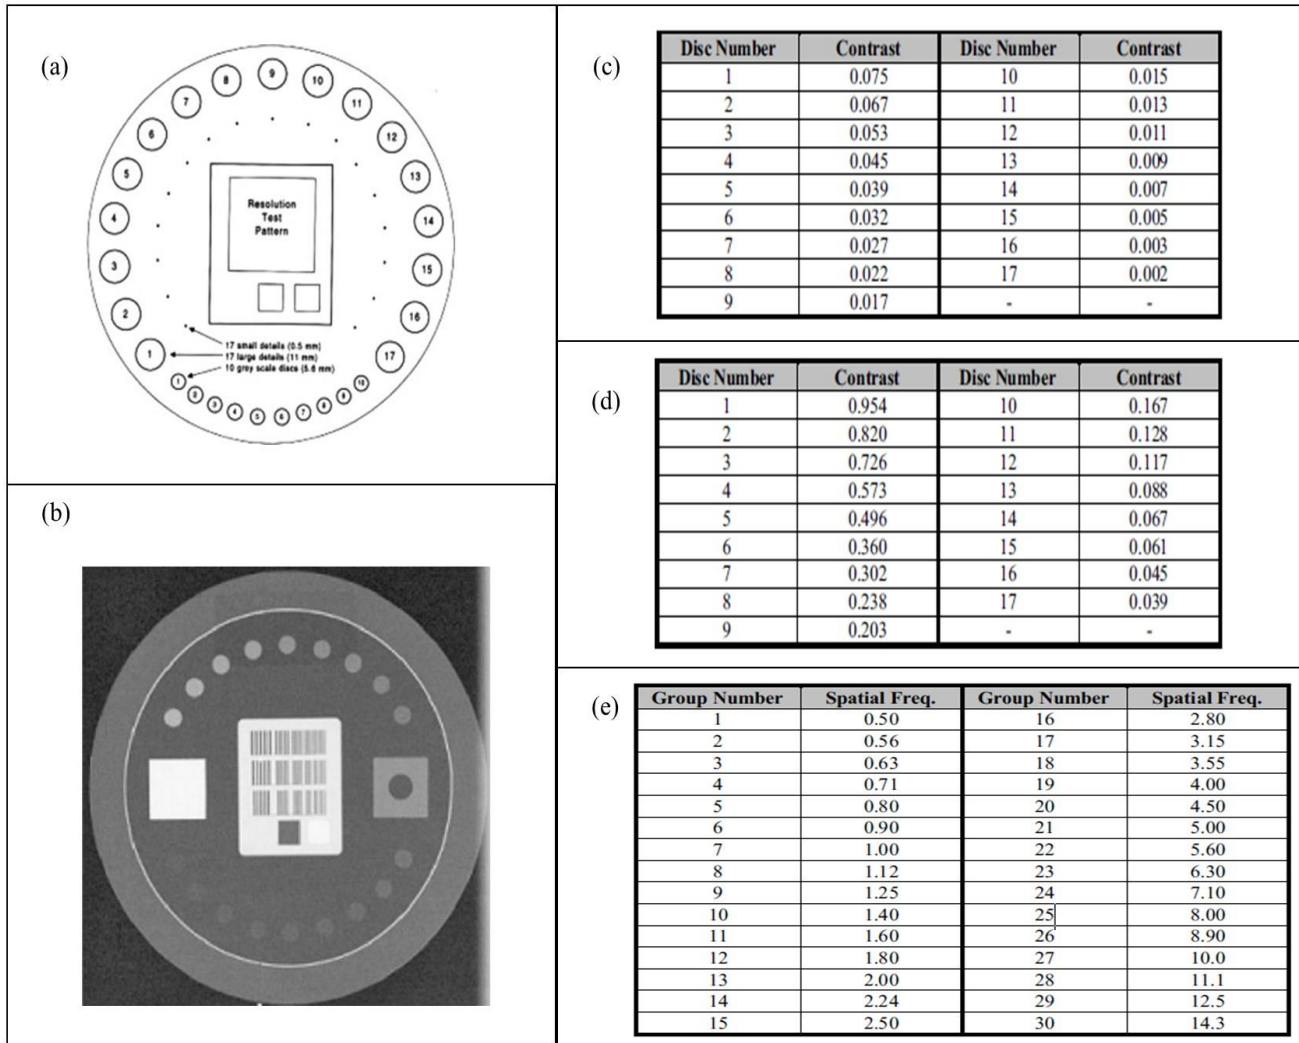 (a)
9
8
10
7
11
6
12
5
13
4
14
3
15
2
16
1
17
Resolution
Test
Pattern
17 small details (0.5 mm)
17 large details (11 mm)
10 grey scale discs (5.6 mm)
1
2
3
4
5
6
7
8
9
10
(b)
(c)
Disc Number Contrast Disc Number Contrast
1 0.075 10 0.015
2 0.067 11 0.013
3 0.053 12 0.011
4 0.045 13 0.009
5 0.039 14 0.007
6 0.032 15 0.005
7 0.027 16 0.003
8 0.022 17 0.002
9 0.017 - -
(d)
Disc Number Contrast Disc Number Contrast
1 0.954 10 0.167
2 0.820 11 0.128
3 0.726 12 0.117
4 0.573 13 0.088
5 0.496 14 0.067
6 0.360 15 0.061
7 0.302 16 0.045
8 0.238 17 0.039
9 0.203 - -
(e)
Group Number Spatial Freq. Group Number Spatial Freq.
1 0.50 16 2.80
2 0.56 17 3.15
3 0.63 18 3.55
4 0.71 19 4.00
5 0.80 20 4.50
6 0.90 21 5.00
7 1.00 22 5.60
8 1.12 23 6.30
9 1.25 24 7.10
10 1.40 25 8.00
11 1.60 26 8.90
12 1.80 27 10.0
13 2.00 28 11.1
14 2.24 29 12.5
15 2.50 30 14.3